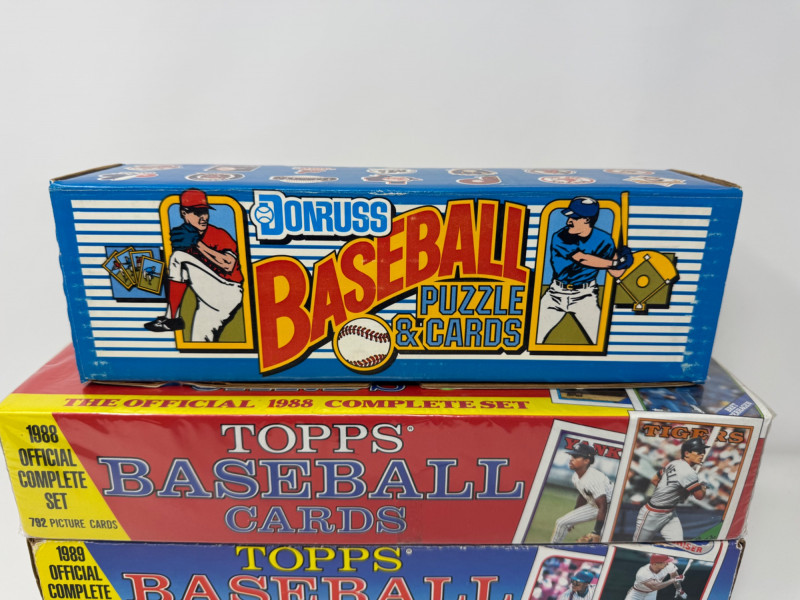 DONRUSS
BASEBALL
PUZZLE
& CARDS
THE OFFICIAL 1988 COMPLETE SET
1988
OFFICIAL
COMPLETE
SET
792 PICTURE CARDS
TOPPS®
BASEBALL
CARDS
YANK
TIGERS
1989
OFFICIAL
COMPLETE
TOPPS®
BASEBALL